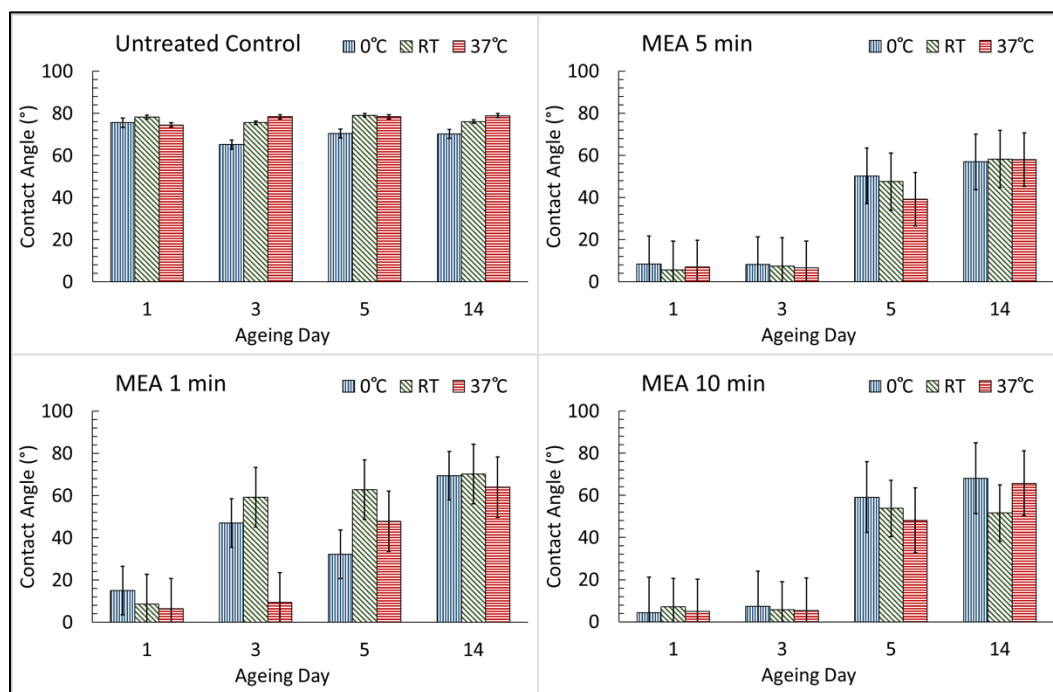 Untreated Control
0°C RT 37°C
100
80
60
40
20
0
Contact Angle (°)
1 3 5 14
Ageing Day
MEA 5 min
0°C RT 37°C
100
80
60
40
20
0
Contact Angle (°)
1 3 5 14
Ageing Day
MEA 1 min
0°C RT 37°C
100
80
60
40
20
0
Contact Angle (°)
1 3 5 14
Ageing Day
MEA 10 min
0°C RT 37°C
100
80
60
40
20
0
Contact Angle (°)
1 3 5 14
Ageing Day